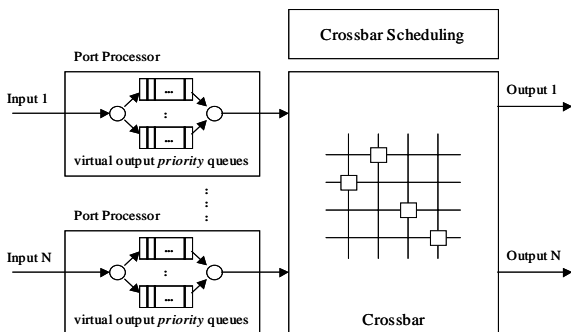 Crossbar Scheduling
Port Processor
Input 1
...
:
...
virtual output priority queues
Output 1
Port Processor
Input N
...
:
...
virtual output priority queues
Output N
Crossbar